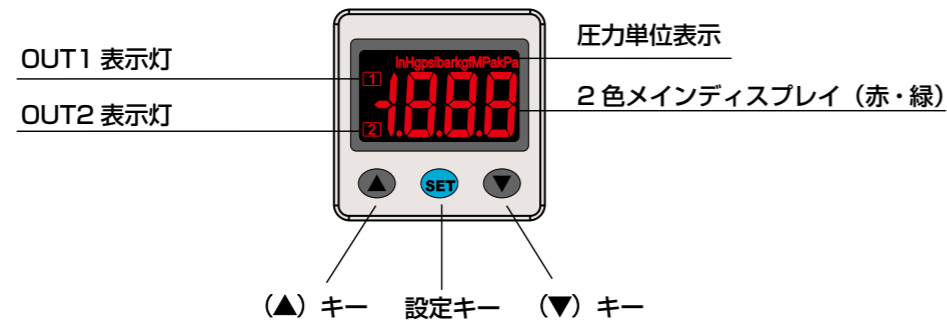 OUT1 表示灯
OUT2 表示灯
圧力単位表示
2色メインディスプレイ（赤・緑）
InHgpsibarkgfMPakPa
1
-1.8.8.8
2
▲ SET ▼
（▲）キー 設定キー （▼）キー